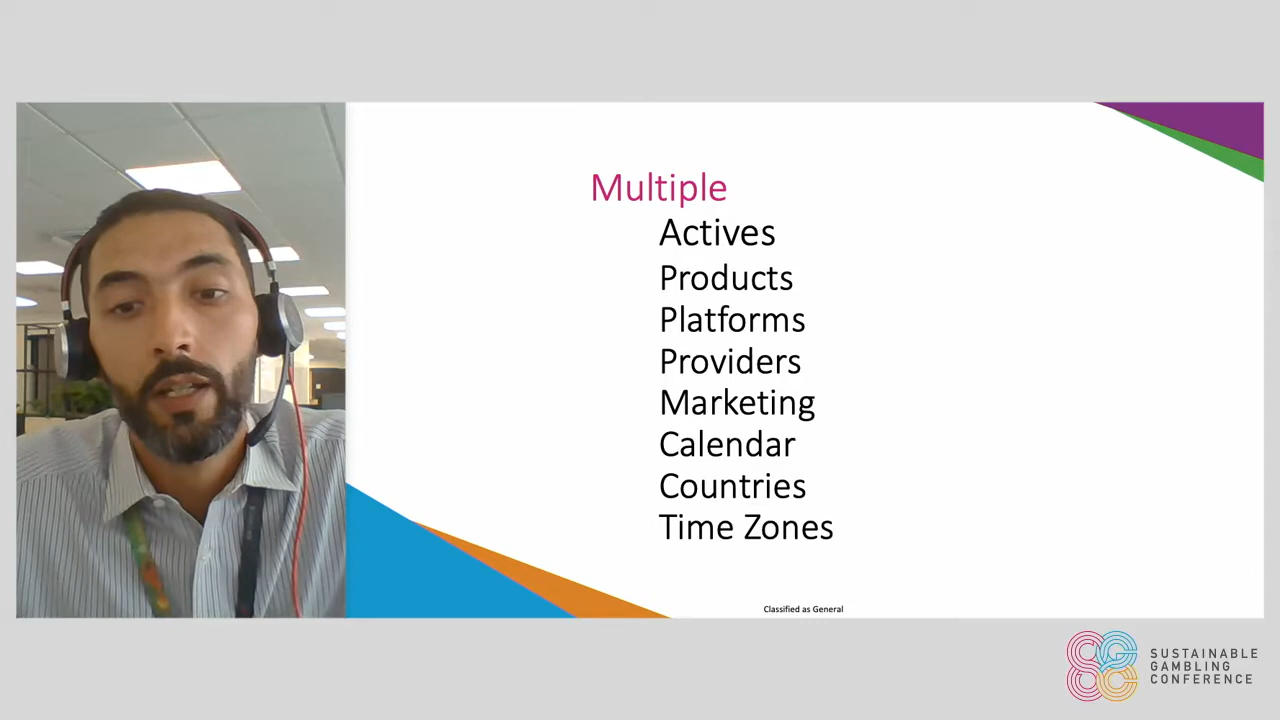 Multiple
Actives
Products
Platforms
Providers
Marketing
Calendar
Countries
Time Zones
Classified as General
SUSTAINABLE
GAMBLING
CONFERENCE